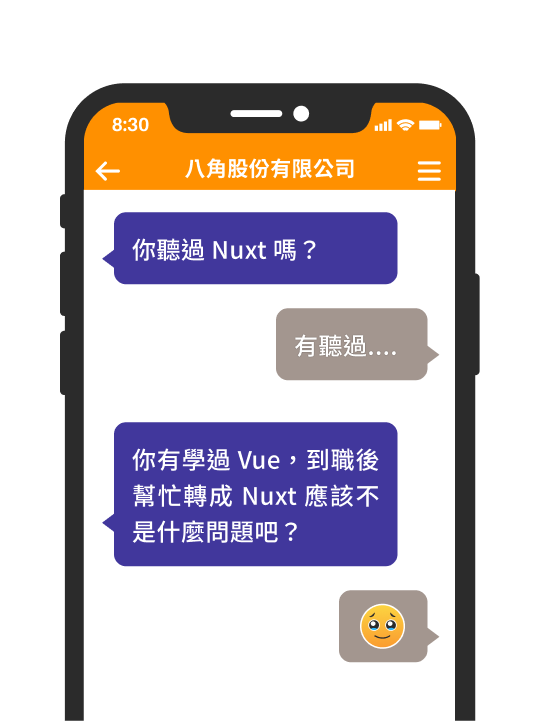 8:30
八角股份有限公司
你聽過 Nuxt 嗎？
有聽過....
你有學過 Vue，到職後
幫忙轉成 Nuxt 應該不
是什麼問題吧？